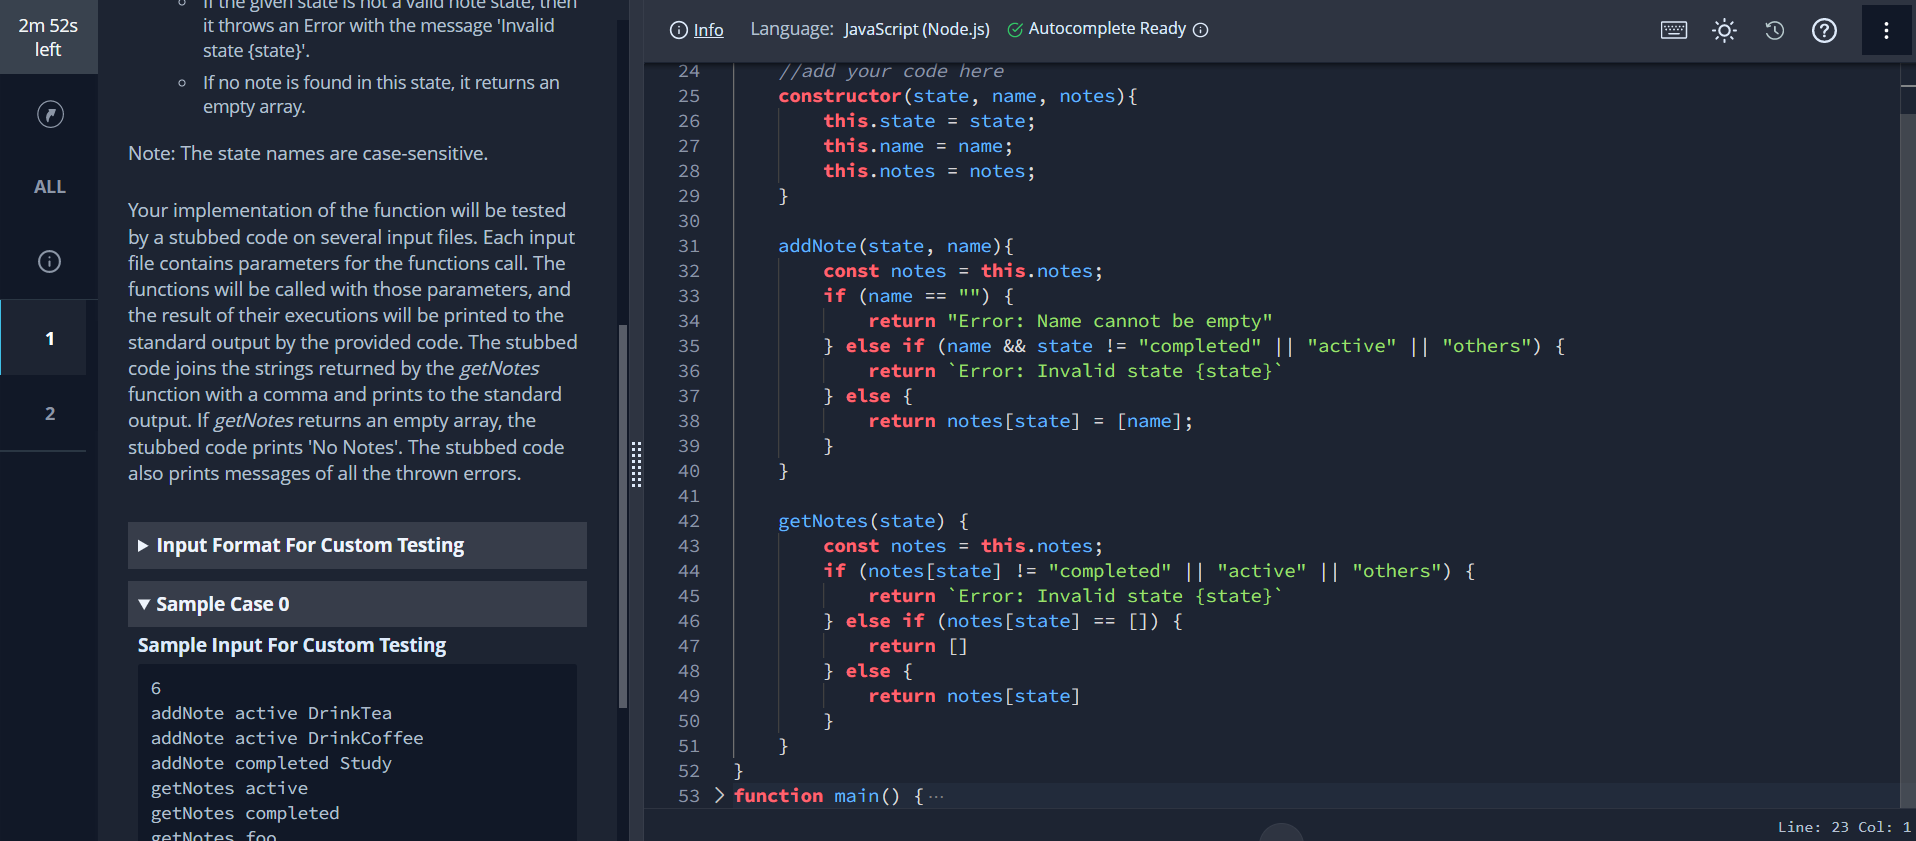 2m 52s
left
ALL
1
2
If the given state is not a valid note state, then
it throws an Error with the message 'Invalid
state {state}'.
If no note is found in this state, it returns an
empty array.
Note: The state names are case-sensitive.
Your implementation of the function will be tested
by a stubbed code on several input files. Each input
file contains parameters for the functions call. The
functions will be called with those parameters, and
the result of their executions will be printed to the
standard output by the provided code. The stubbed
code joins the strings returned by the getNotes
function with a comma and prints to the standard
output. If getNotes returns an empty array, the
stubbed code prints 'No Notes'. The stubbed code
also prints messages of all the thrown errors.
Input Format For Custom Testing
Sample Case 0
Sample Input For Custom Testing
6
addNote active DrinkTea
addNote active DrinkCoffee
addNote completed Study
getNotes active
getNotes completed
getNotes foo
Info Language: JavaScript (Node.js) Autocomplete Ready
24 //add your code here
25 constructor(state, name, notes){
26 this.state = state;
27 this.name = name;
28 this.notes = notes;
29 }
30
31 addNote(state, name){
32 const notes = this.notes;
33 if (name == "") {
34 return "Error: Name cannot be empty"
35 } else if (name && state != "completed" || "active" || "others") {
36 return `Error: Invalid state {state}`
37 } else {
38 return notes[state] = [name];
39 }
40 }
41
42 getNotes(state) {
43 const notes = this.notes;
44 if (notes[state] != "completed" || "active" || "others") {
45 return `Error: Invalid state {state}`
46 } else if (notes[state] == []) {
47 return []
48 } else {
49 return notes[state]
50 }
51 }
52 }
53 function main() { ...
Line: 23 Col: 1